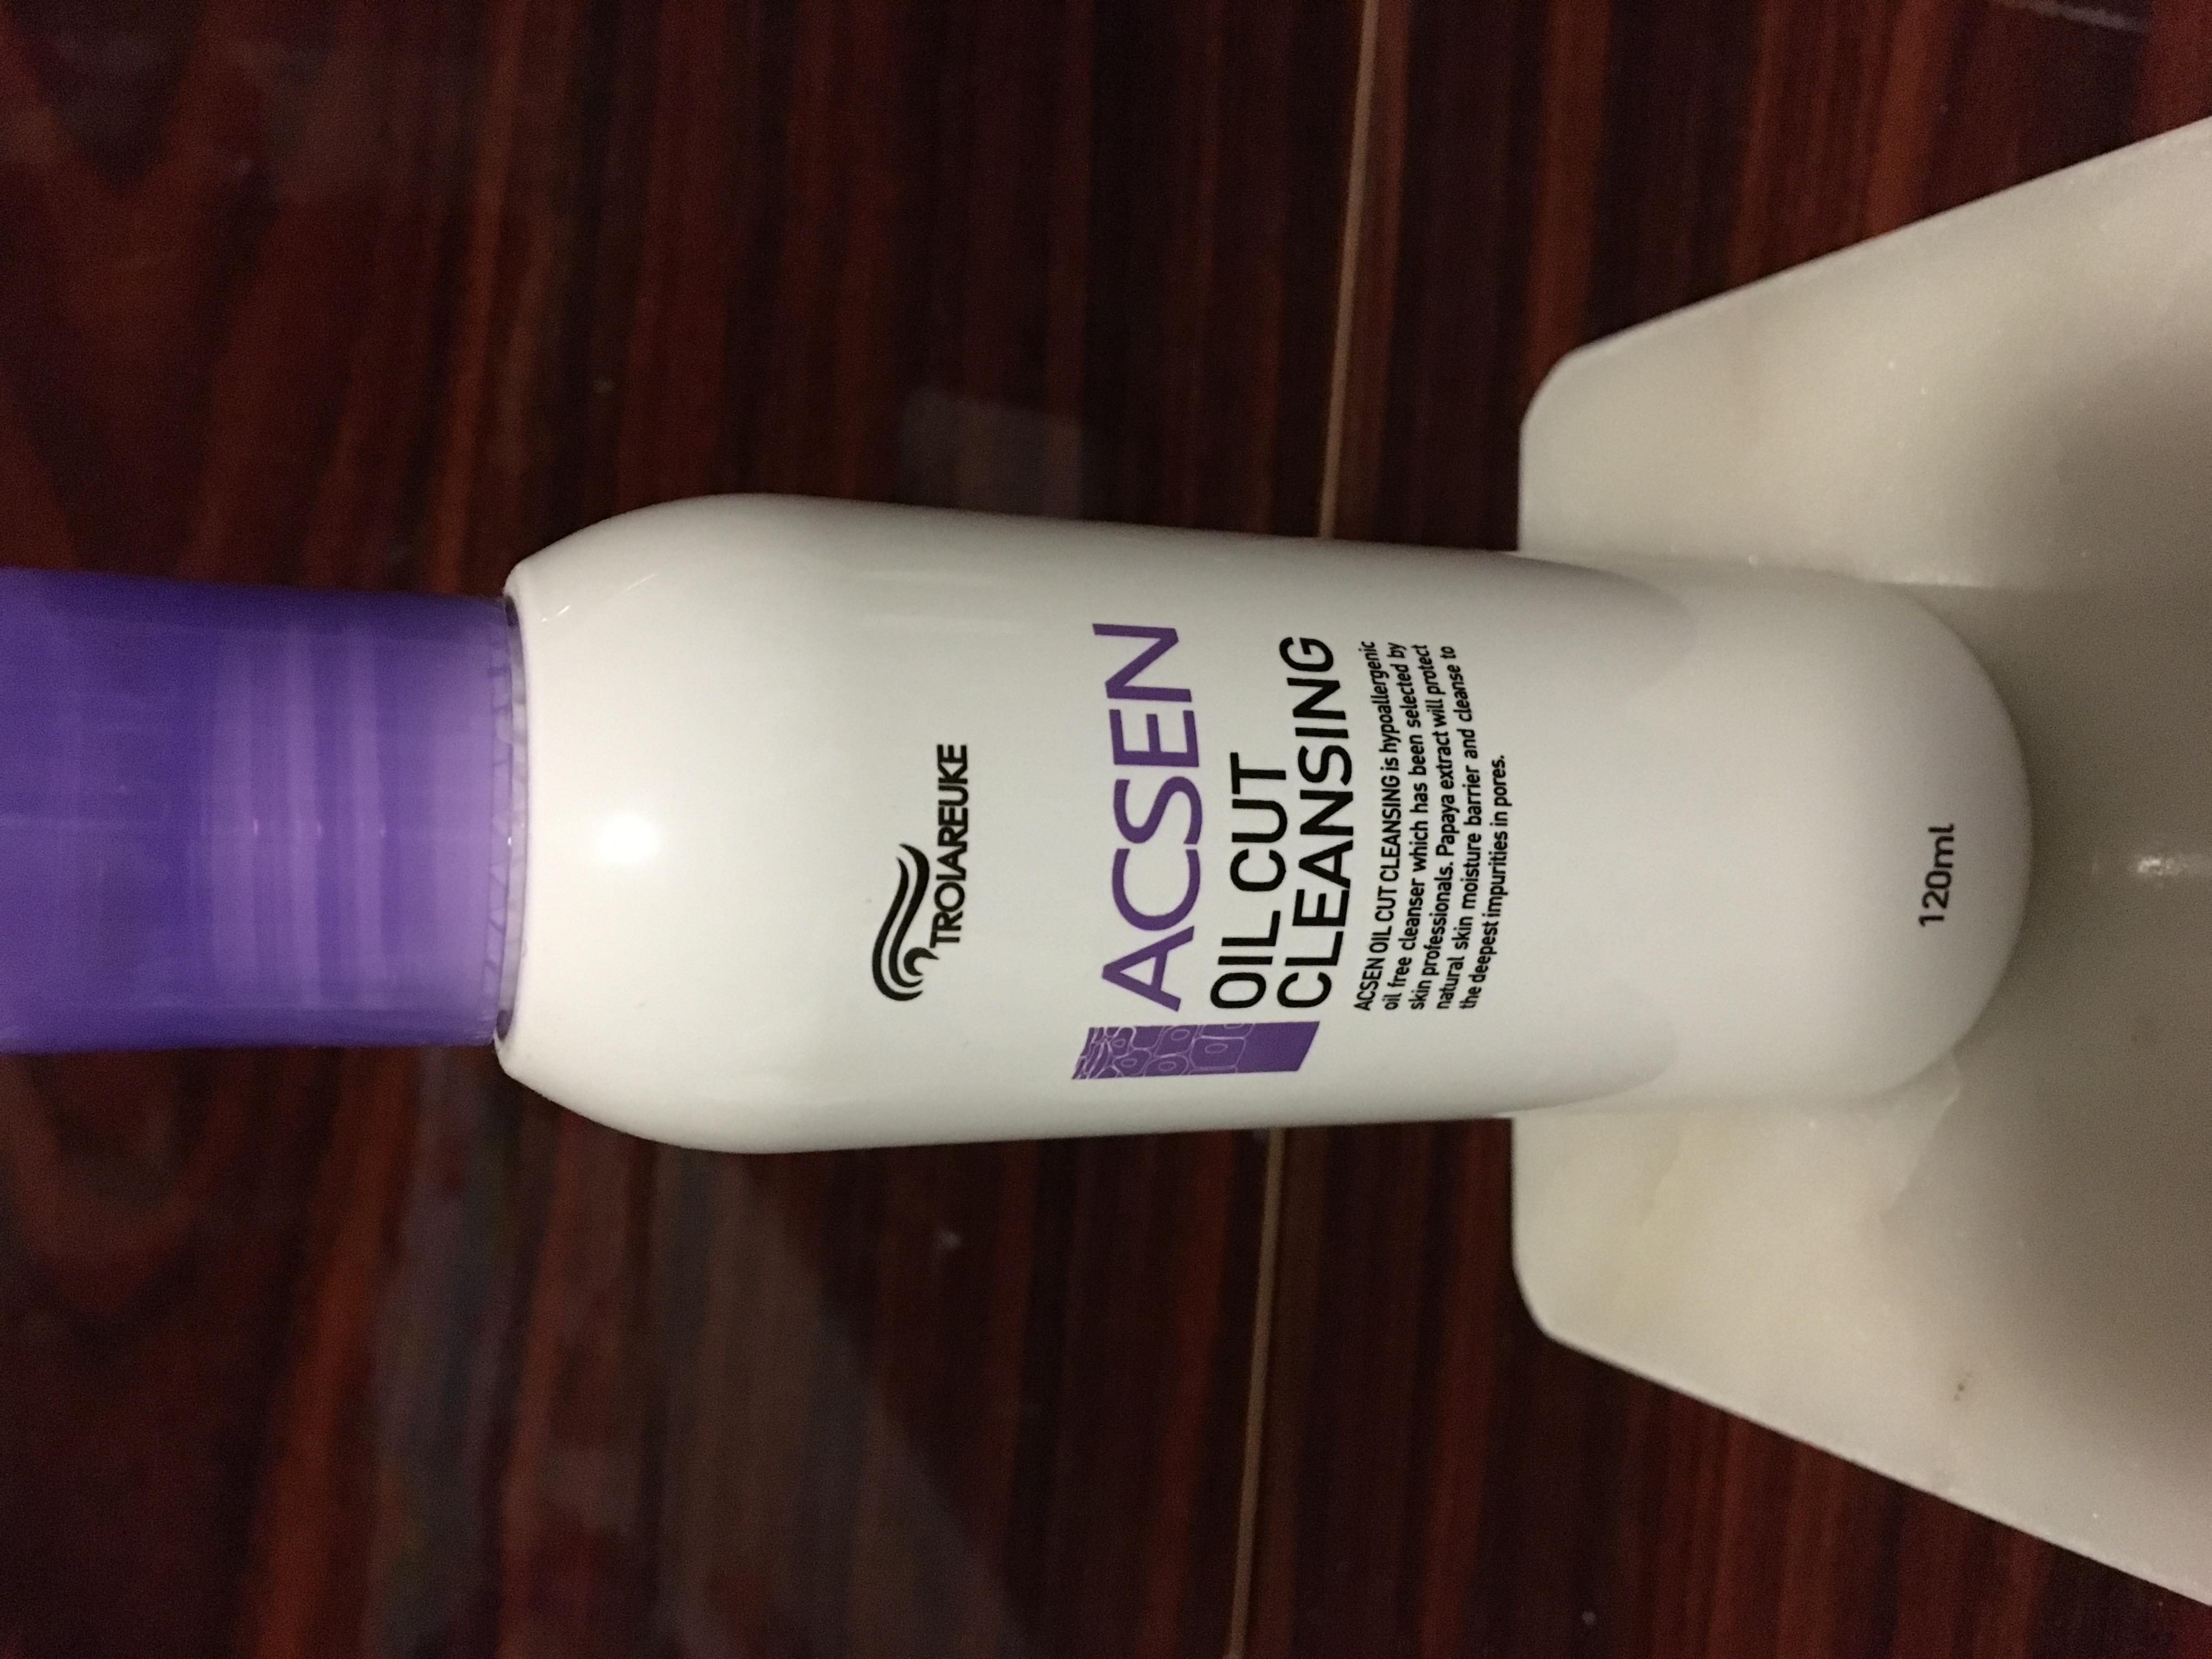 TROIAREUKE
ACSEN
OIL CUT
CLEANSING
ACSEN OIL CUT CLEANSING is hypoallergenic
oil free cleanser which has been selected by
skin professionals. Papaya extract will protect
natural skin moisture barrier and cleanse to
the deepest impurities in pores.
120ml